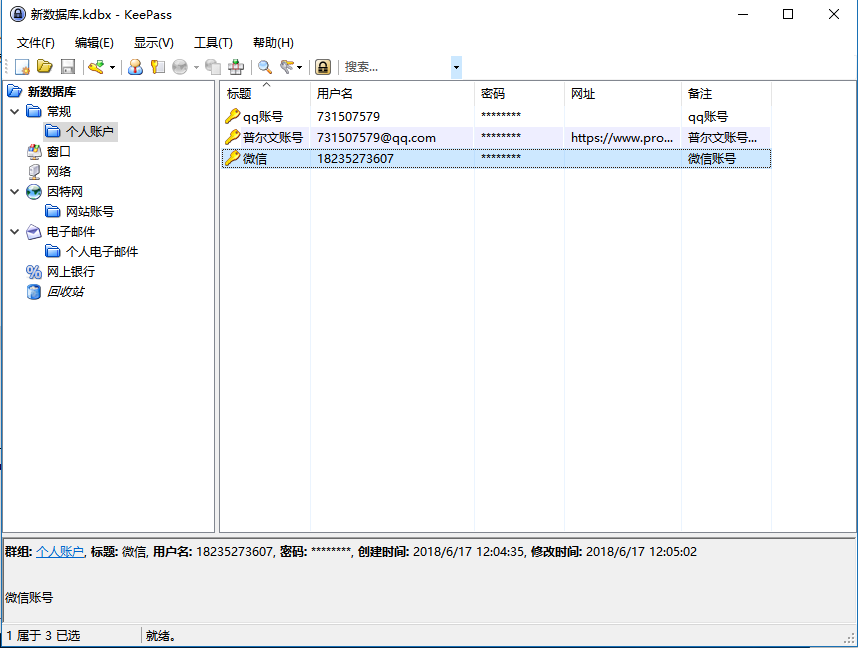 新数据库.kdbx - KeePass
文件(F) 编辑(E) 显示(V) 工具(T) 帮助(H)
搜索...
新数据库
常规
个人账户
窗口
网络
因特网
网站账号
电子邮件
个人电子邮件
网上银行
回收站
标题 用户名 密码 网址 备注
qq账号 731507579 ******** qq账号
普尔文账号 731507579@qq.com ******** https://www.pro... 普尔文账号...
微信 18235273607 ******** 微信账号
群组: 个人账户, 标题: 微信, 用户名: 18235273607, 密码: ********, 创建时间: 2018/6/17 12:04:35, 修改时间: 2018/6/17 12:05:02
微信账号
1 属于 3 已选 就绪。